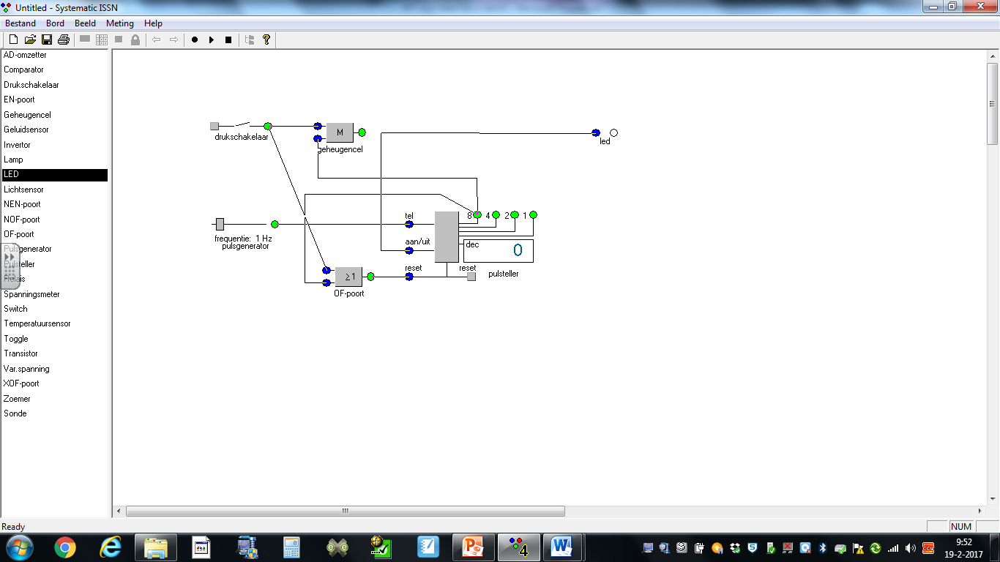 Untitled - Systematic ISSN
Bestand Bord Beeld Meting Help
AD-omzetter
Comparator
Drukschakelaar
EN-poort
Geheugencel
Geluidsensor
Invertor
Lamp
LED
Lichtsensor
NEN-poort
NOF-poort
OF-poort
Pulsgenerator
Pulsteller
Relais
Spanningsmeter
Switch
Temperatuursensor
Toggle
Transistor
Var.spanning
XOF-poort
Zoemer
Sonde
drukschakelaar
M
geheugencel
led
tel
8 4 2 1
frequentie: 1 Hz
pulsgenerator
aan/uit
dec
0
reset
reset
pulsteller
≥1
OF-poort
Ready
NUM
4
9:52
19-2-2017